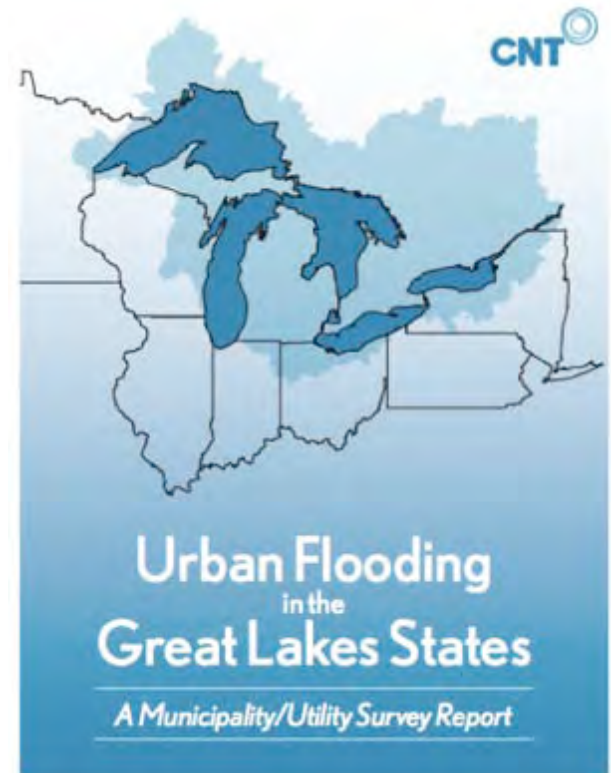 CNT
Urban Flooding
in the
Great Lakes States
A Municipality/Utility Survey Report